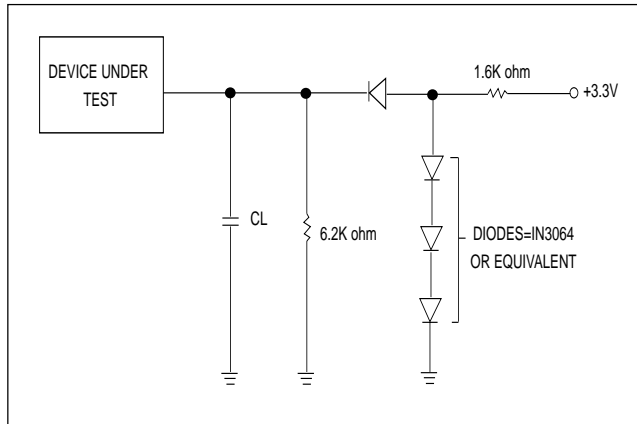 DEVICE UNDER
TEST
1.6K ohm
+3.3V
CL
6.2K ohm
DIODES=IN3064
OR EQUIVALENT